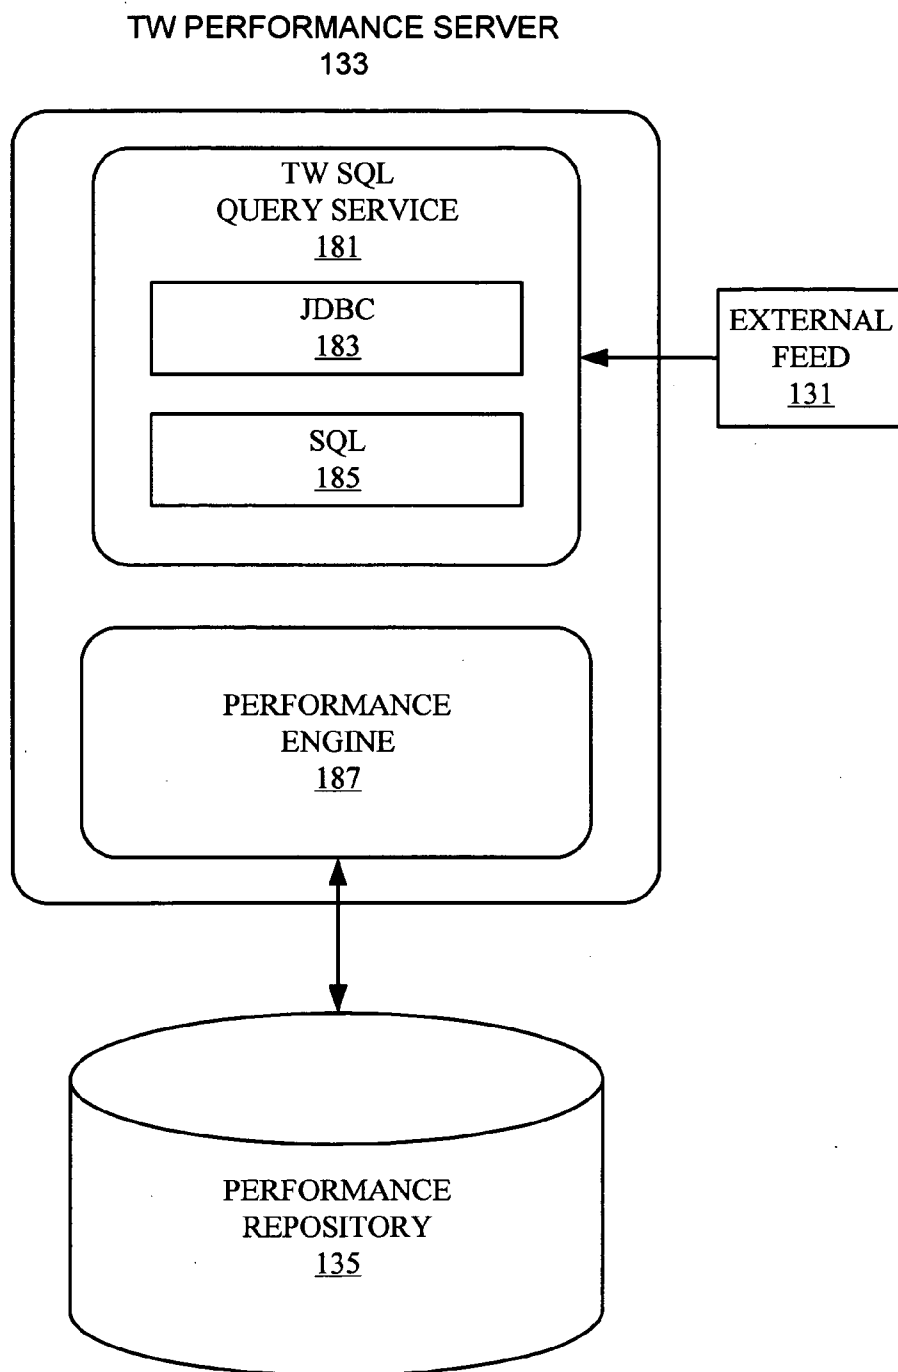 TW PERFORMANCE SERVER
133
TW SQL
QUERY SERVICE
181
JDBC
183
SQL
185
EXTERNAL
FEED
131
PERFORMANCE
ENGINE
187
PERFORMANCE
REPOSITORY
135